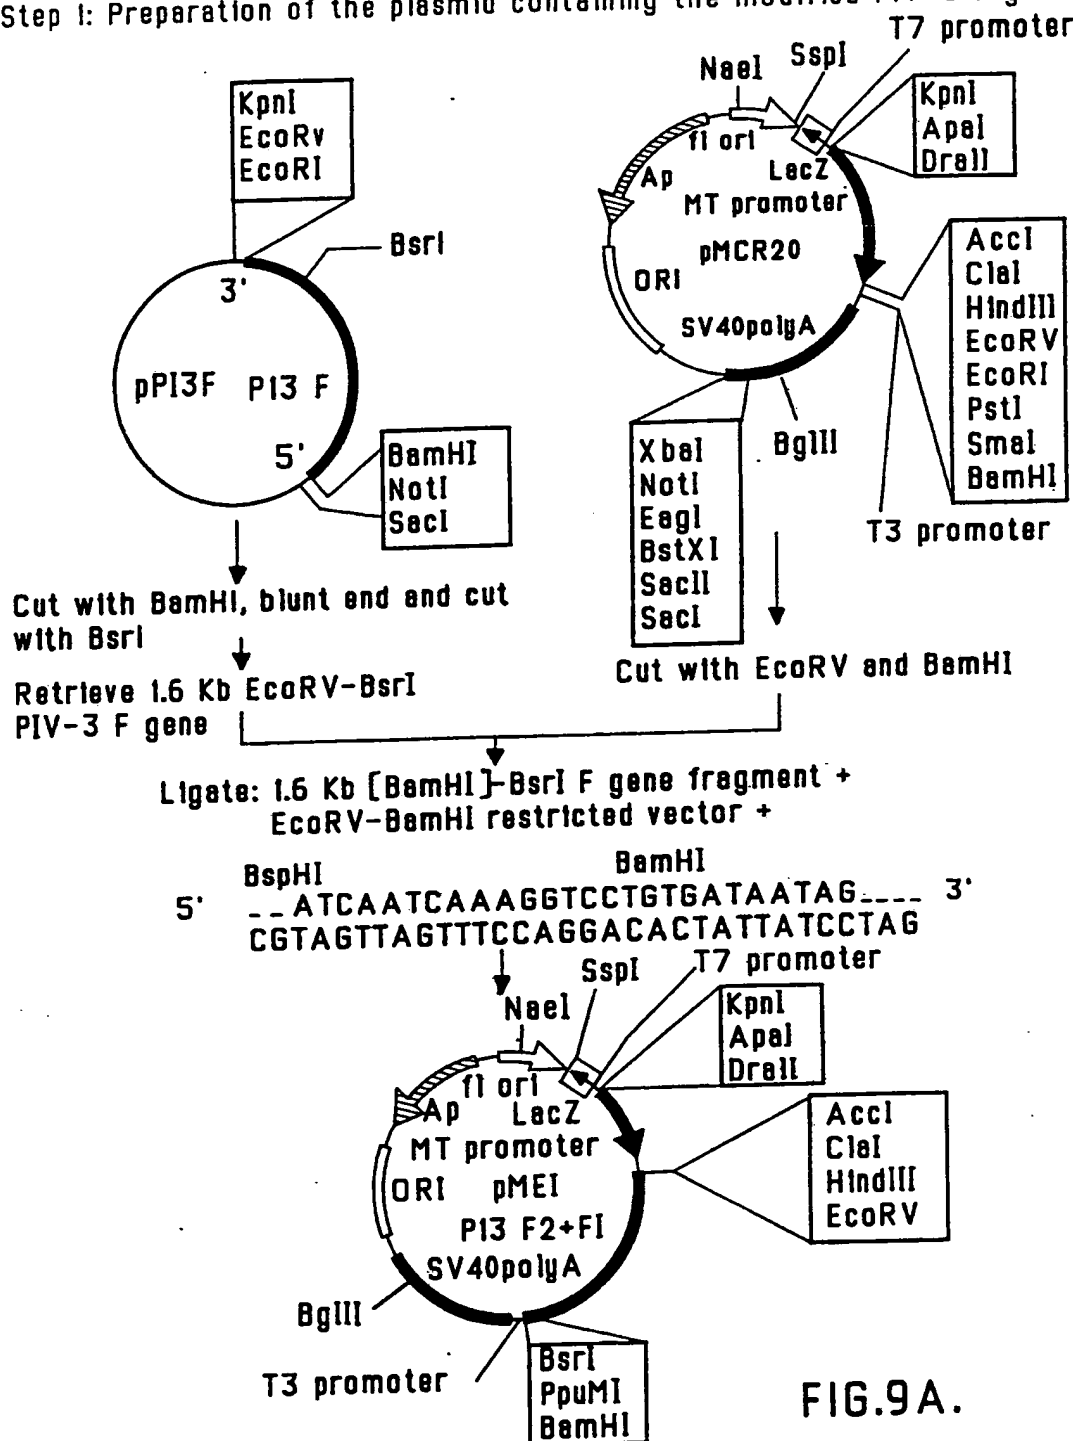 Step 1: Preparation of the plasmid containing the modified
T7 promoter
NaeI
SspI
KpnI
EcoRv
EcoRI
KpnI
ApaI
DraII
f1 ori
LacZ
Ap
MT promoter
BsrI
pMCR20
3'
ORI
AccI
ClaI
HindIII
EcoRV
EcoRI
PstI
SmaI
BamHI
SV40polyA
pPI3F PI3 F
5'
BamHI
NotI
SacI
XbaI
NotI
EagI
BstXI
SacII
SacI
BglII
T3 promoter
Cut with BamHI, blunt end and cut
with BsrI
Retrieve 1.6 Kb EcoRV-BsrI
PIV-3 F gene
Cut with EcoRV and BamHI
Ligate: 1.6 Kb [BamHI]-BsrI F gene fragment +
EcoRV-BamHI restricted vector +
BspHI BamHI
5' _ _ATCAATCAAAGGTCCTGTGATAATAG_ _ _ _ 3'
CGTAGTTAGTTTCCAGGACACTATTATCCTAG
SspI
T7 promoter
NaeI
KpnI
ApaI
DraII
f1 ori
Ap
LacZ
MT promoter
AccI
ClaI
HindIII
EcoRV
ORI
pMEI
PI3 F2+FI
SV40polyA
BglII
T3 promoter
BsrI
PpuMI
BamHI
FIG.9A.